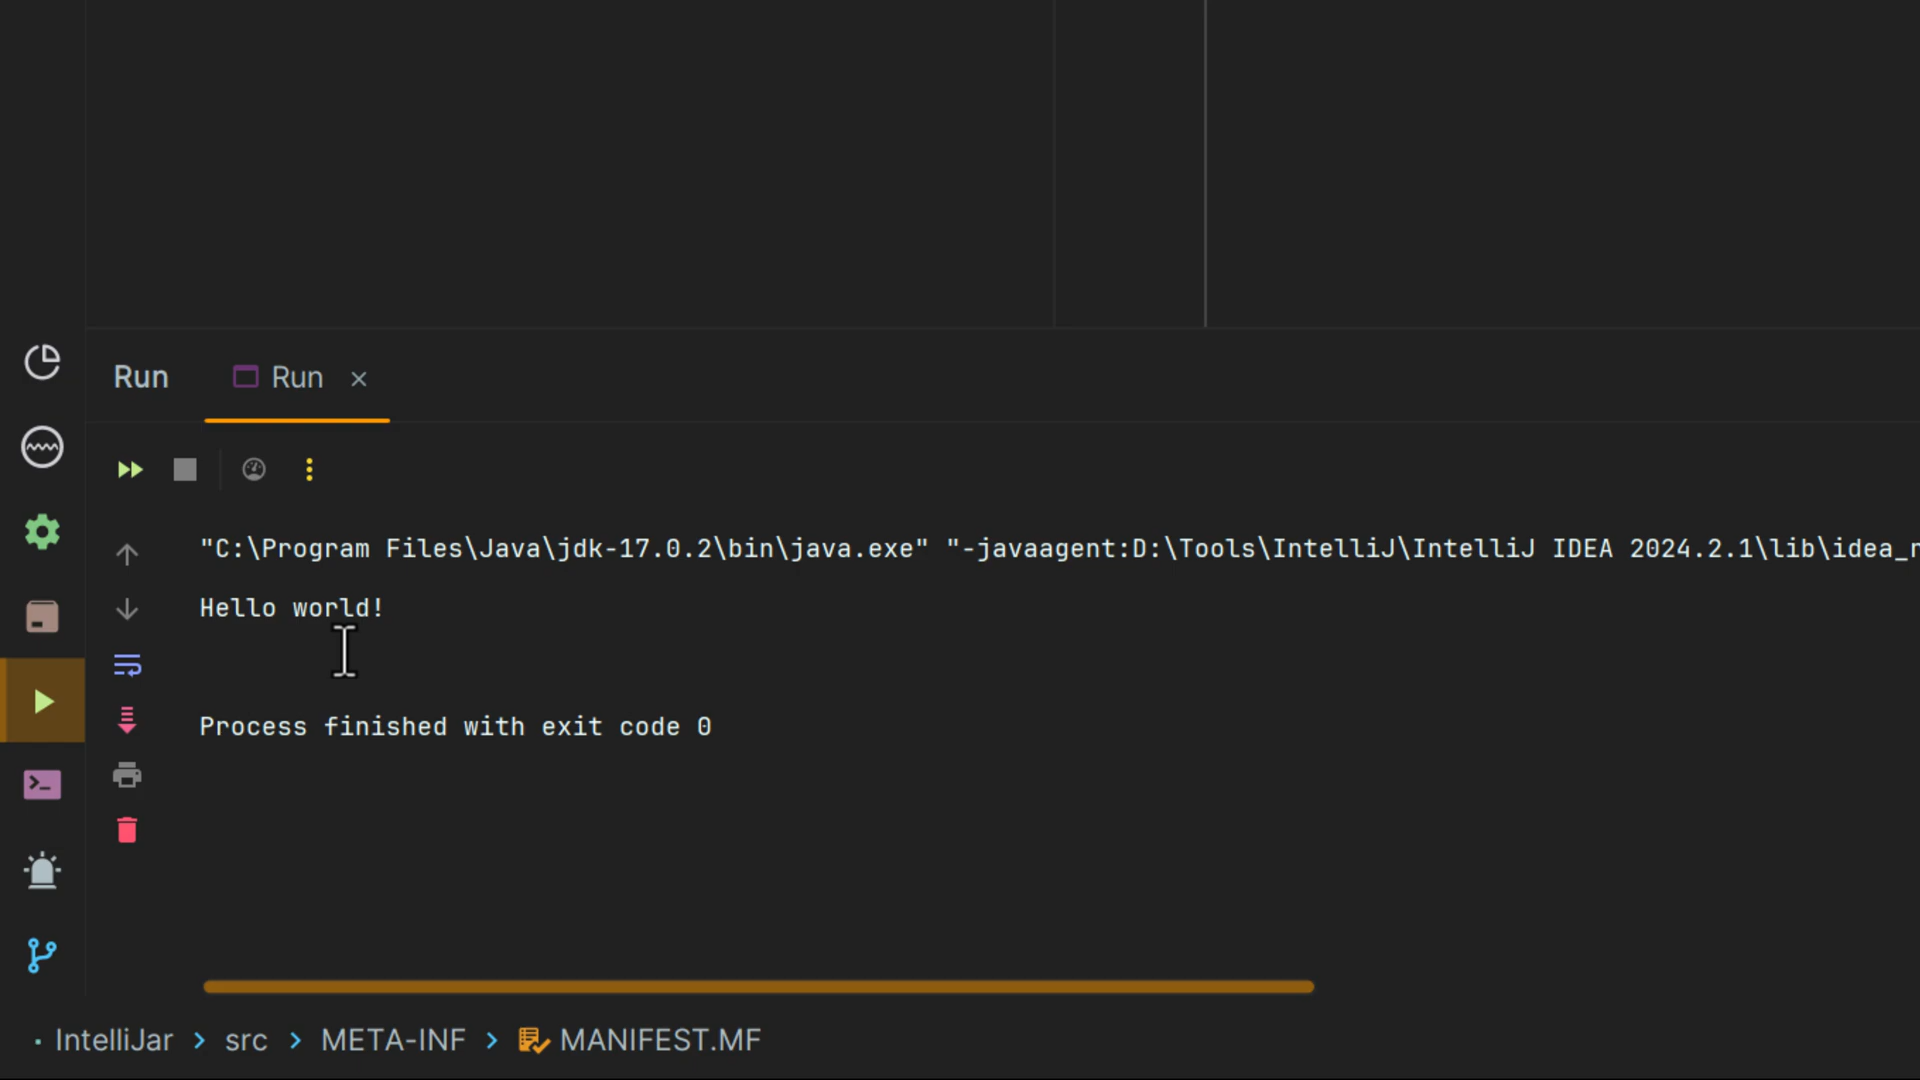 Run Run
"C:\Program Files\Java\jdk-17.0.2\bin\java.exe" "-javaagent:D:\Tools\IntelliJ\IntelliJ IDEA 2024.2.1\lib\idea_r
Hello world!
Process finished with exit code 0
IntelliJar > src > META-INF > MANIFEST.MF